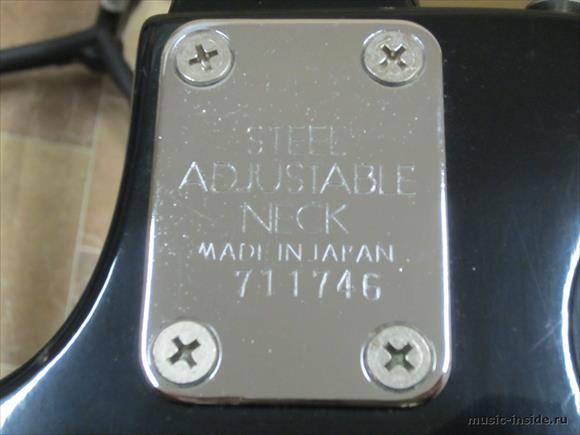 STEEL
ADJUSTABLE
NECK
MADE IN JAPAN
711746
music-inside.ru